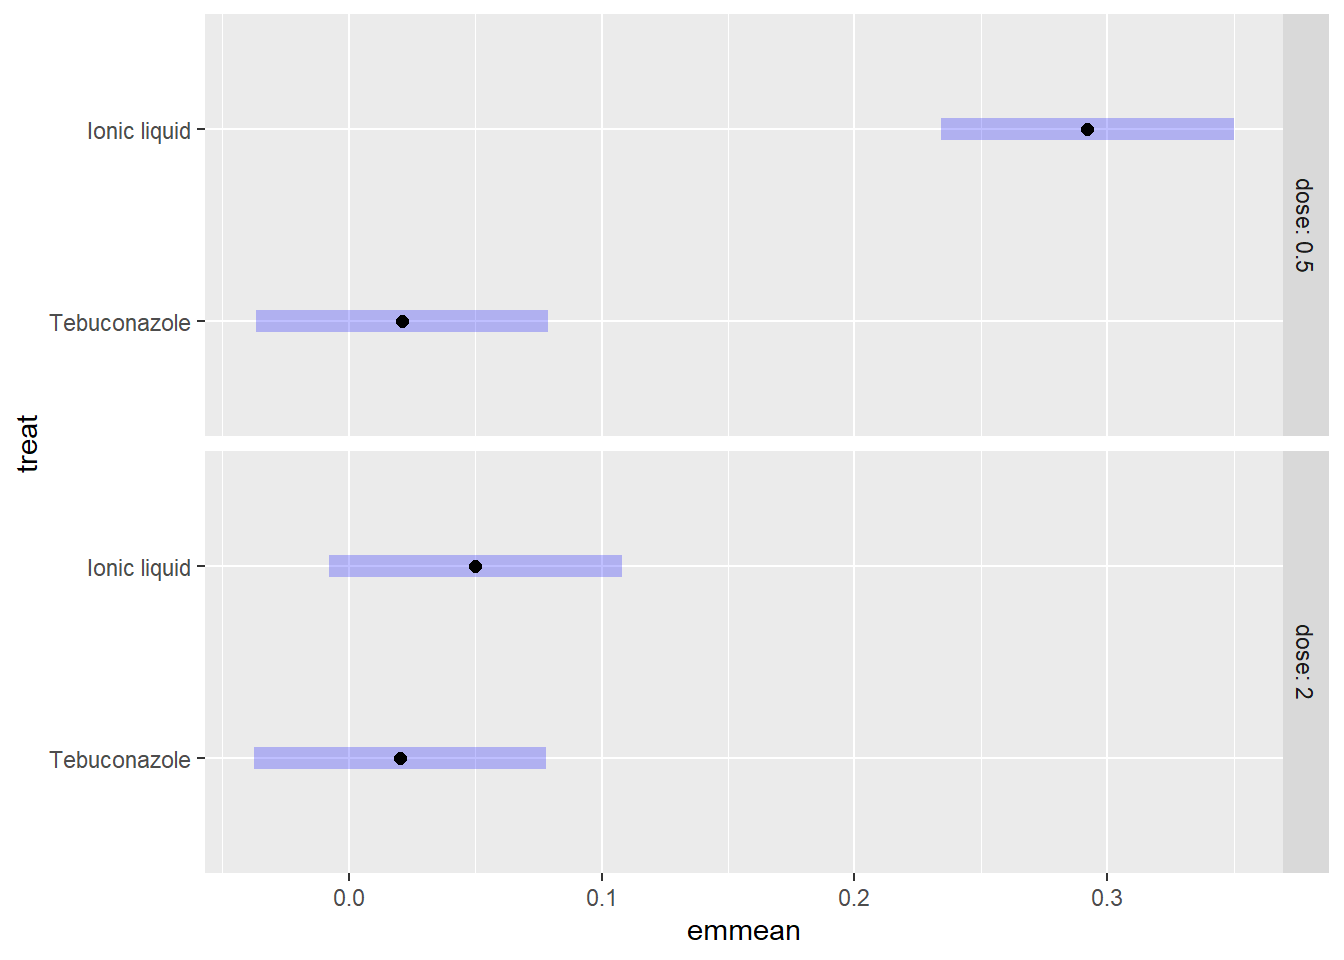 Ionic liquid
Tebuconazole
dose: 0.5
treat
Ionic liquid
Tebuconazole
dose: 2
0.0 0.1 0.2 0.3
emmean